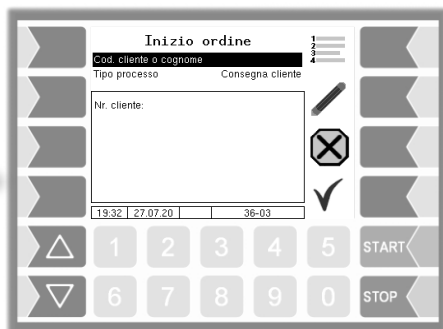 Inizio ordine
1
2
3
4
Cod. cliente o cognome
Tipo processo Consegna cliente
Nr. cliente:
19:32 27.07.20 36-03
1 2 3 4 5 START
6 7 8 9 0 STOP